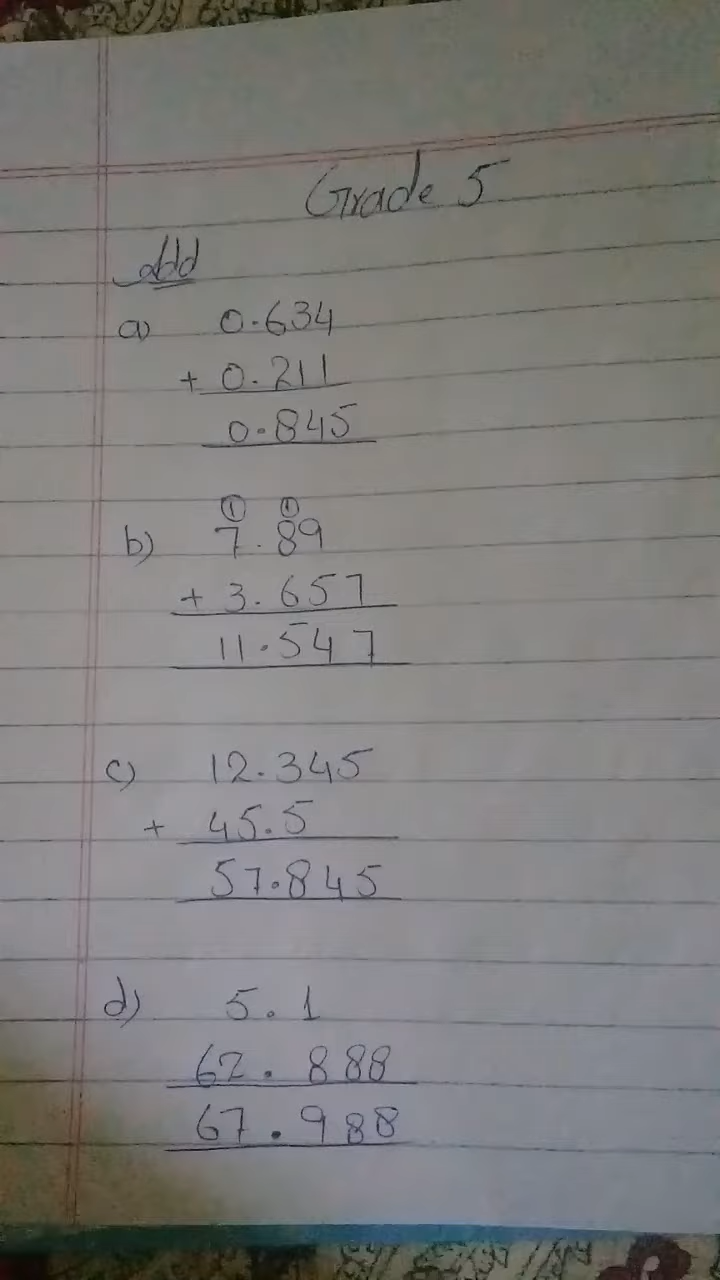 Grade 5
Add
a) 0.634
+ 0.211
0.845
1 1
b) 7.89
+ 3.657
11.547
c) 12.345
+ 45.5
57.845
d) 5.1
62.888
67.988